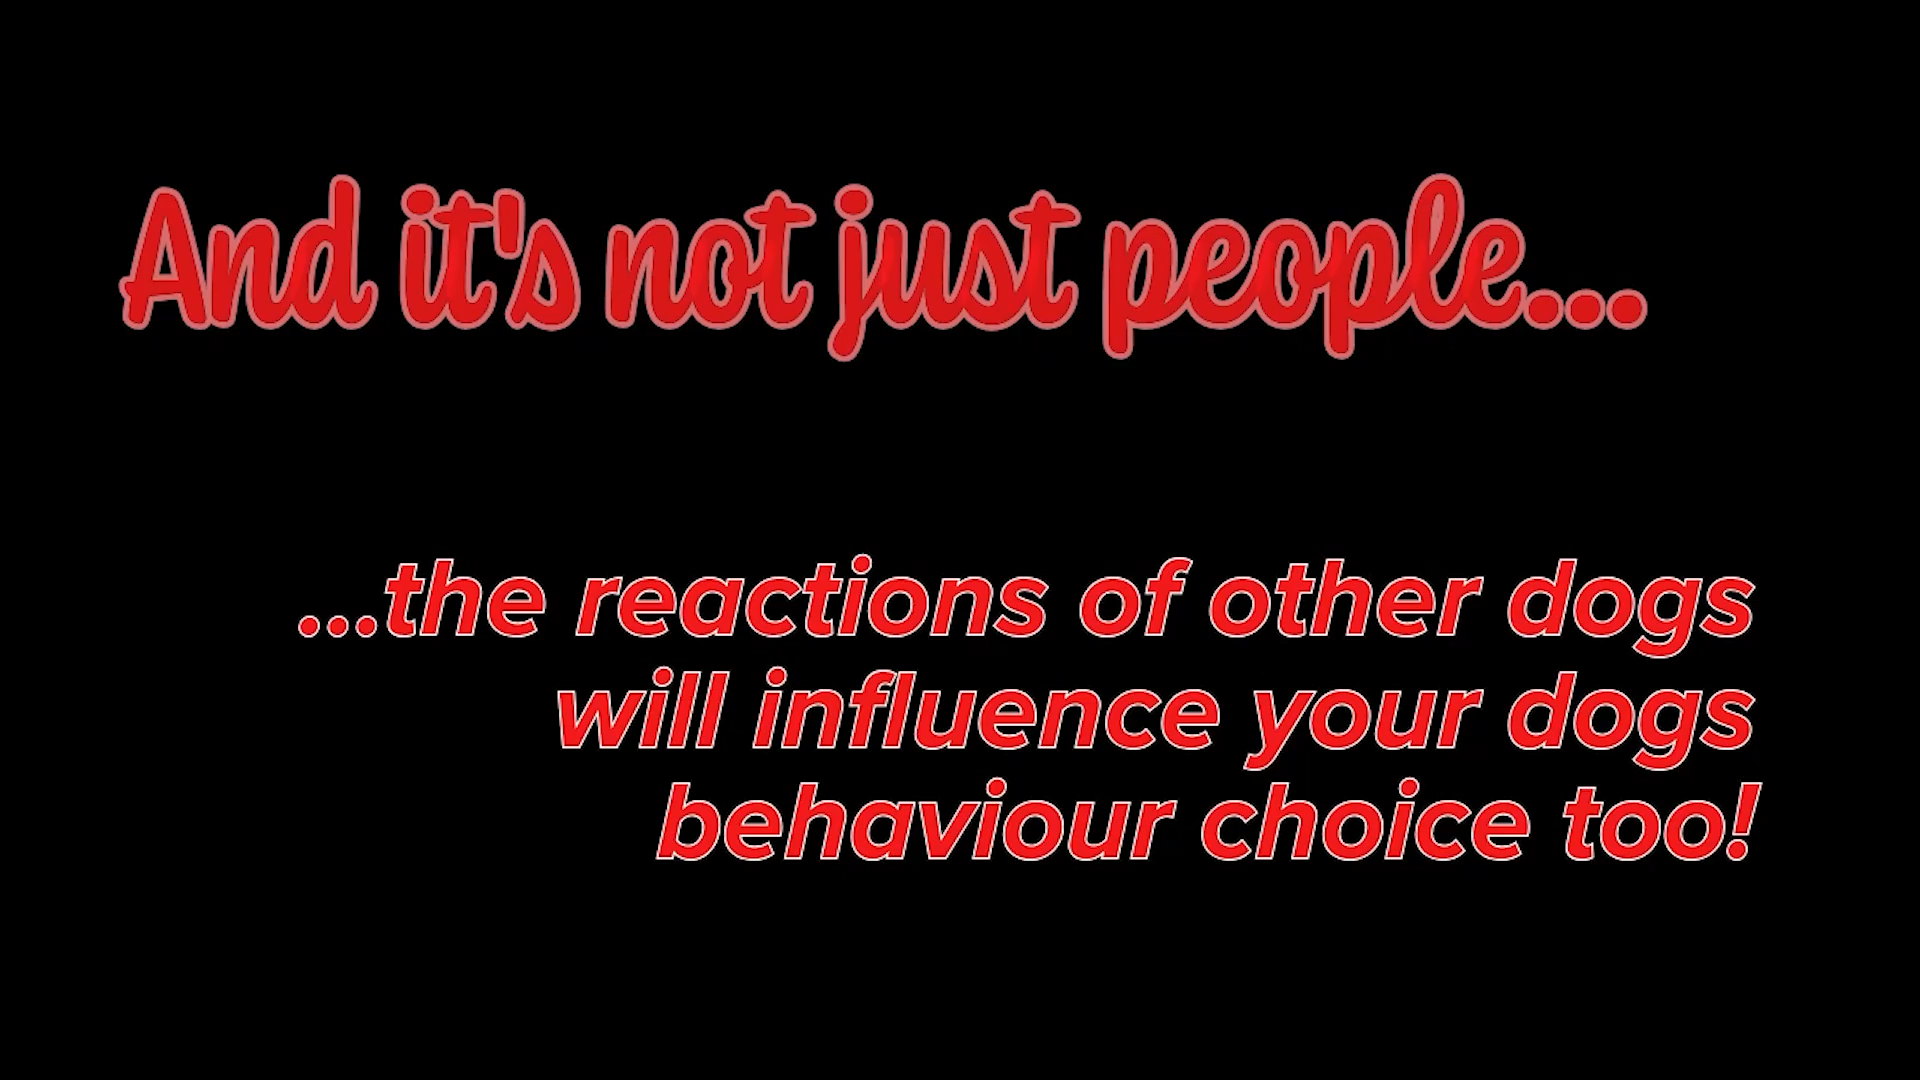 And it's not just people...
...the reactions of other dogs
will influence your dogs
behaviour choice too!